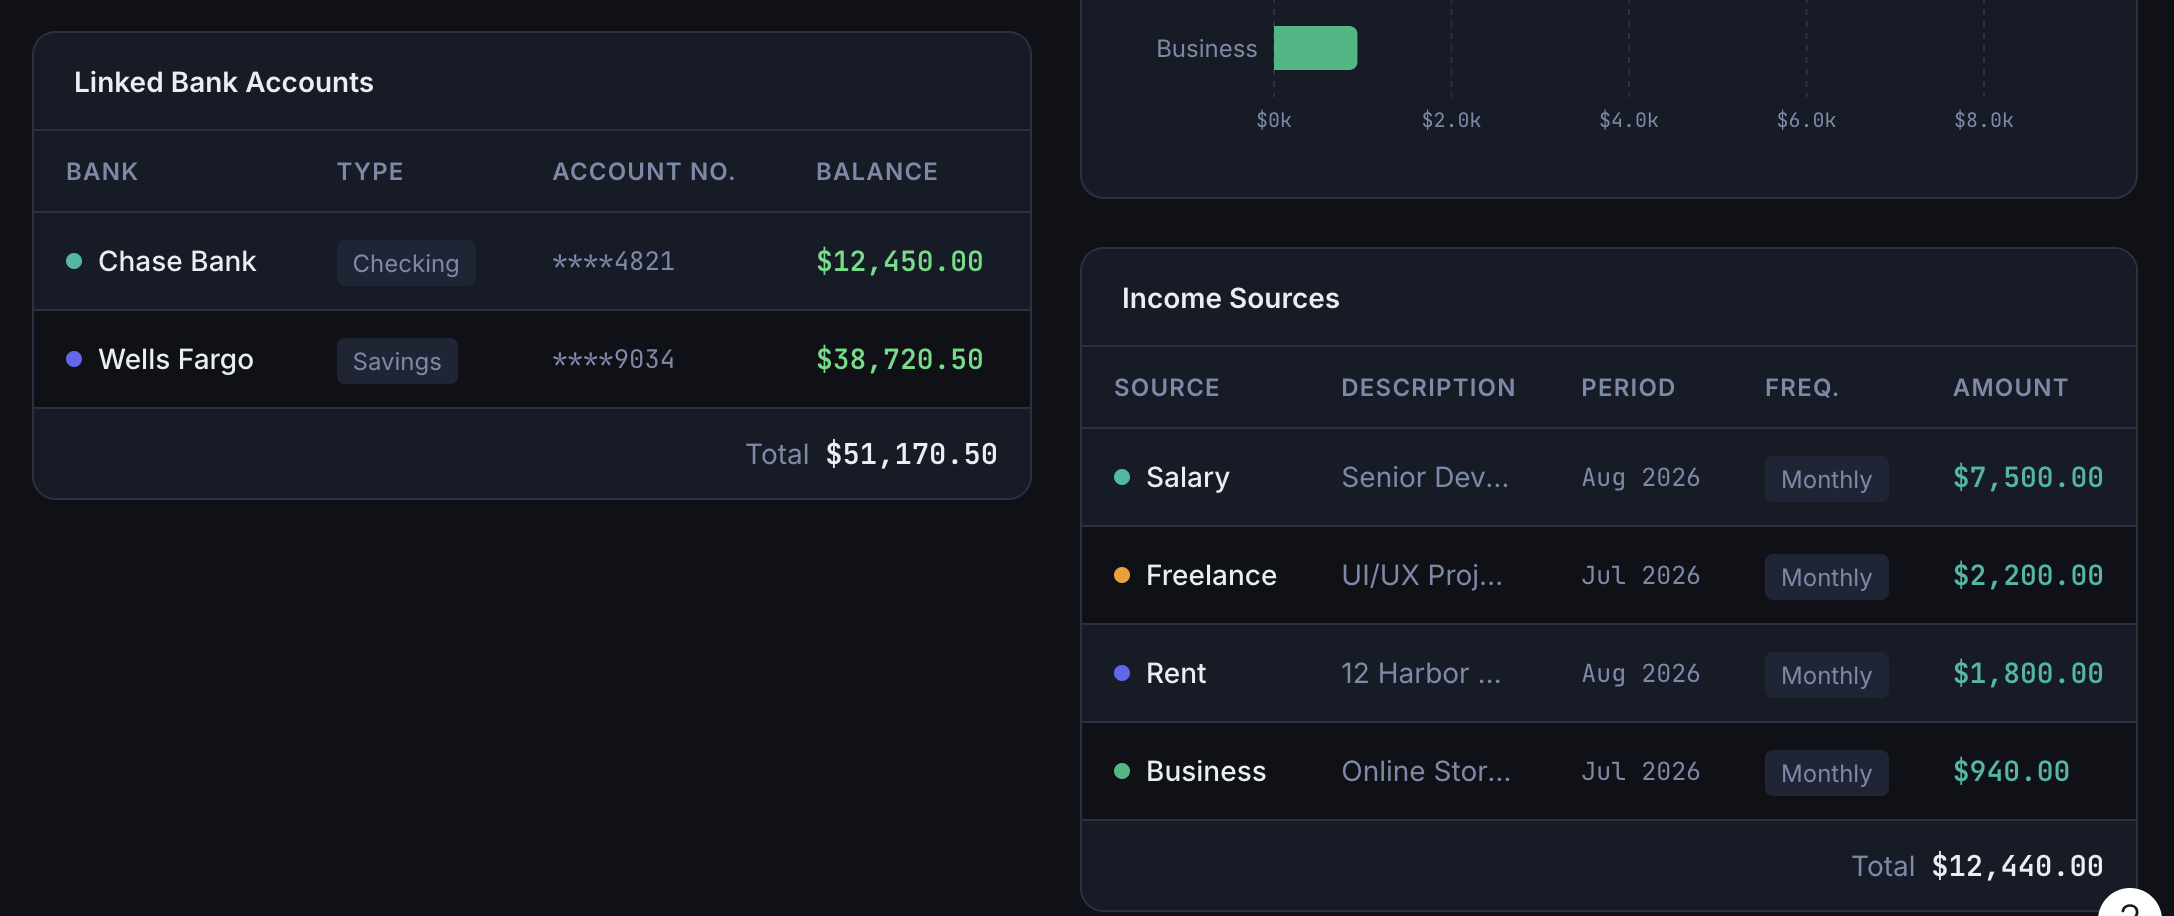 Linked Bank Accounts
BANK TYPE ACCOUNT NO. BALANCE
Chase Bank Checking ****4821 $12,450.00
Wells Fargo Savings ****9034 $38,720.50
Total $51,170.50
Business
$0k $2.0k $4.0k $6.0k $8.0k
Income Sources
SOURCE DESCRIPTION PERIOD FREQ. AMOUNT
Salary Senior Dev... Aug 2026 Monthly $7,500.00
Freelance UI/UX Proj... Jul 2026 Monthly $2,200.00
Rent 12 Harbor ... Aug 2026 Monthly $1,800.00
Business Online Stor... Jul 2026 Monthly $940.00
Total $12,440.00